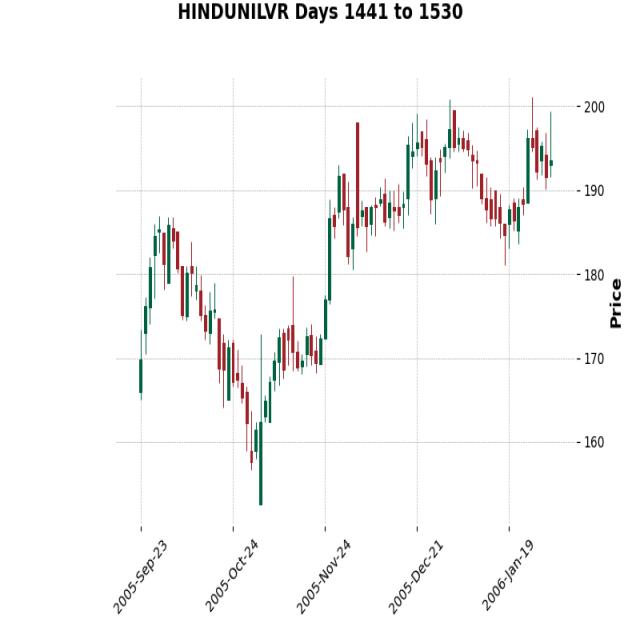 HINDUNILVR Days 1441 to 1530
200
190
180
170
160
Price
2005-Sep-23
2005-Oct-24
2005-Nov-24
2005-Dec-21
2006-Jan-19